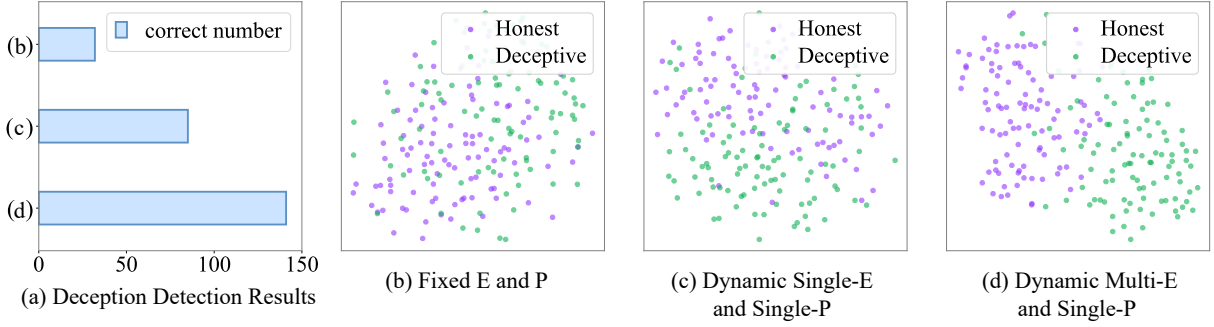 correct number
(b)
(c)
(d)
0 50 100 150
(a) Deception Detection Results
Honest
Deceptive
(b) Fixed E and P
Honest
Deceptive
(c) Dynamic Single-E
and Single-P
Honest
Deceptive
(d) Dynamic Multi-E
and Single-P